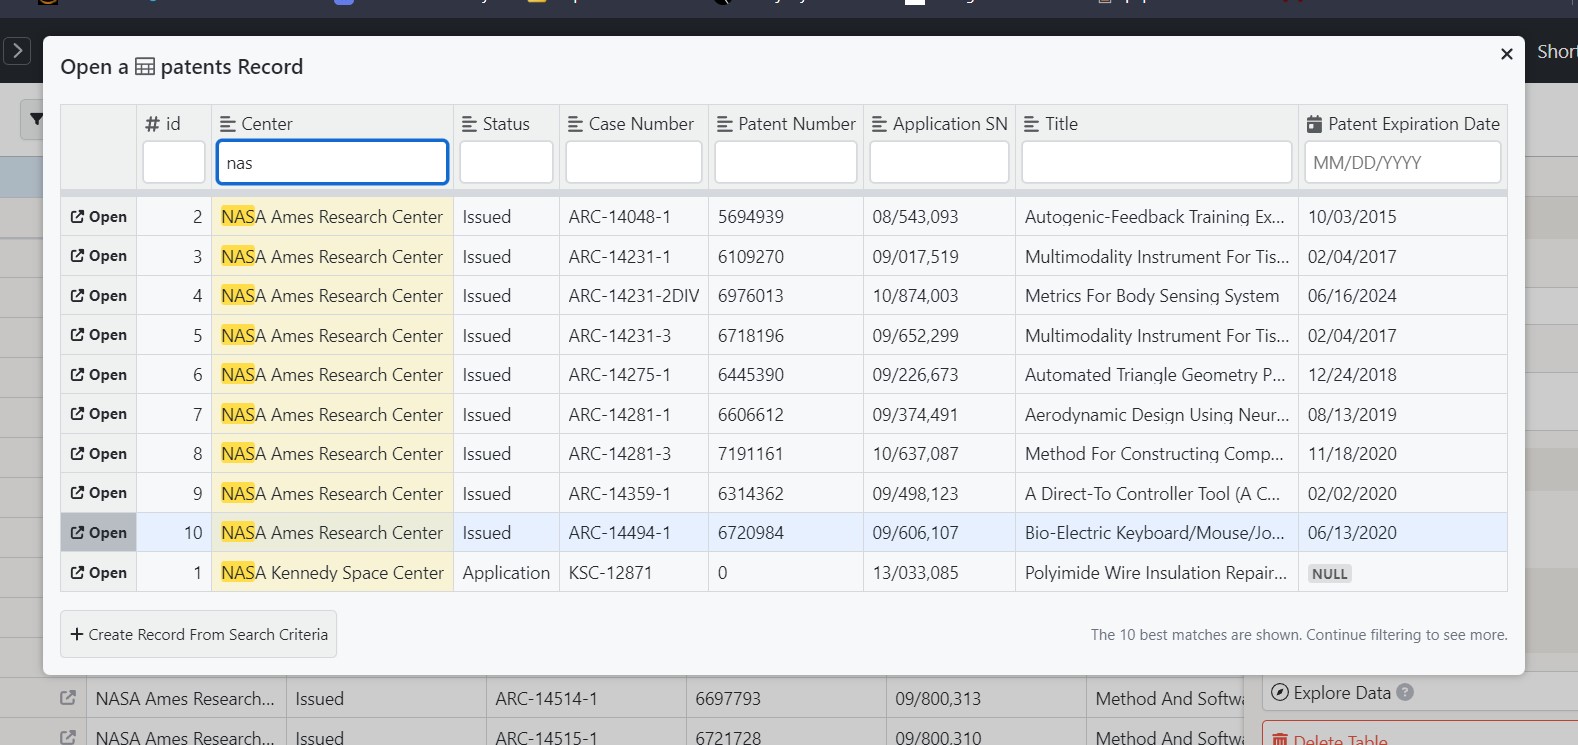 Short
Open a patents Record
id Center Status Case Number Patent Number Application SN Title Patent Expiration Date
nas MM/DD/YYYY
Open 2 NASA Ames Research Center Issued ARC-14048-1 5694939 08/543,093 Autogenic-Feedback Training Ex... 10/03/2015
Open 3 NASA Ames Research Center Issued ARC-14231-1 6109270 09/017,519 Multimodality Instrument For Tis... 02/04/2017
Open 4 NASA Ames Research Center Issued ARC-14231-2DIV 6976013 10/874,003 Metrics For Body Sensing System 06/16/2024
Open 5 NASA Ames Research Center Issued ARC-14231-3 6718196 09/652,299 Multimodality Instrument For Tis... 02/04/2017
Open 6 NASA Ames Research Center Issued ARC-14275-1 6445390 09/226,673 Automated Triangle Geometry P... 12/24/2018
Open 7 NASA Ames Research Center Issued ARC-14281-1 6606612 09/374,491 Aerodynamic Design Using Neur... 08/13/2019
Open 8 NASA Ames Research Center Issued ARC-14281-3 7191161 10/637,087 Method For Constructing Comp... 11/18/2020
Open 9 NASA Ames Research Center Issued ARC-14359-1 6314362 09/498,123 A Direct-To Controller Tool (A C... 02/02/2020
Open 10 NASA Ames Research Center Issued ARC-14494-1 6720984 09/606,107 Bio-Electric Keyboard/Mouse/Jo... 06/13/2020
Open 1 NASA Kennedy Space Center Application KSC-12871 0 13/033,085 Polyimide Wire Insulation Repair... NULL
+ Create Record From Search Criteria The 10 best matches are shown. Continue filtering to see more.
NASA Ames Research... Issued ARC-14514-1 6697793 09/800,313 Method And Softwa Explore Data ?
NASA Ames Research... Issued ARC-14515-1 6721728 09/800,310 Method And Softwa Delete Table